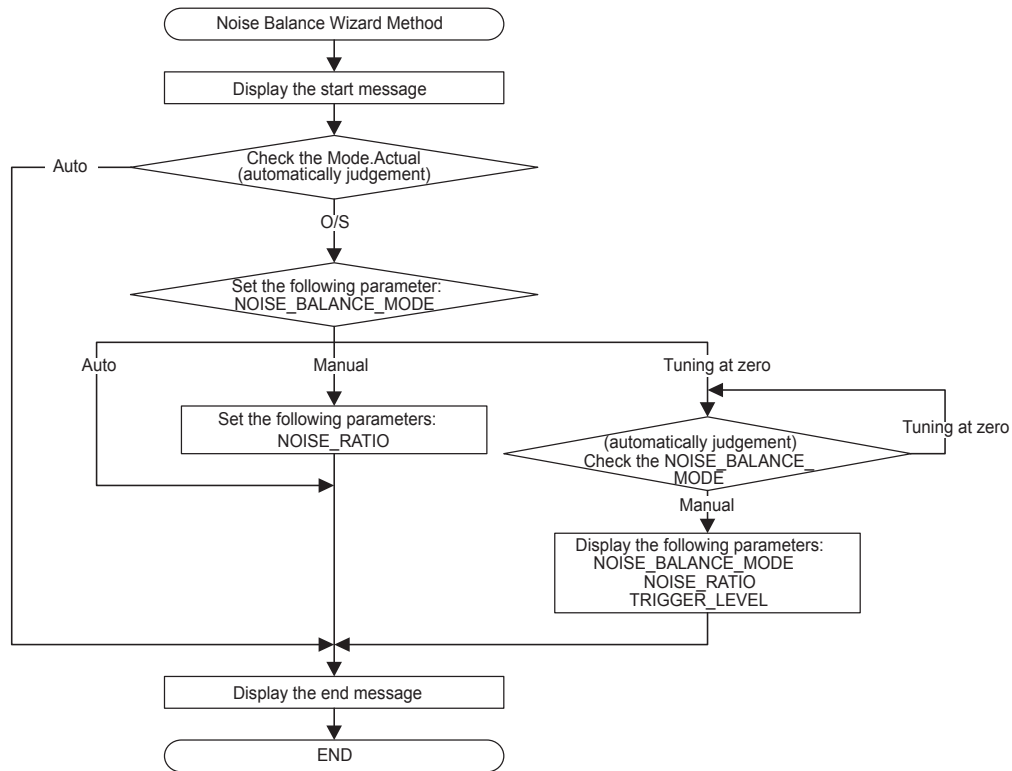 Noise Balance Wizard Method
Display the start message
Auto
Check the Mode.Actual
(automatically judgement)
O/S
Set the following parameter:
NOISE_BALANCE_MODE
Auto
Manual
Tuning at zero
Set the following parameters:
NOISE_RATIO
Tuning at zero
(automatically judgement)
Check the NOISE_BALANCE_
MODE
Manual
Display the following parameters:
NOISE_BALANCE_MODE
NOISE_RATIO
TRIGGER_LEVEL
Display the end message
END